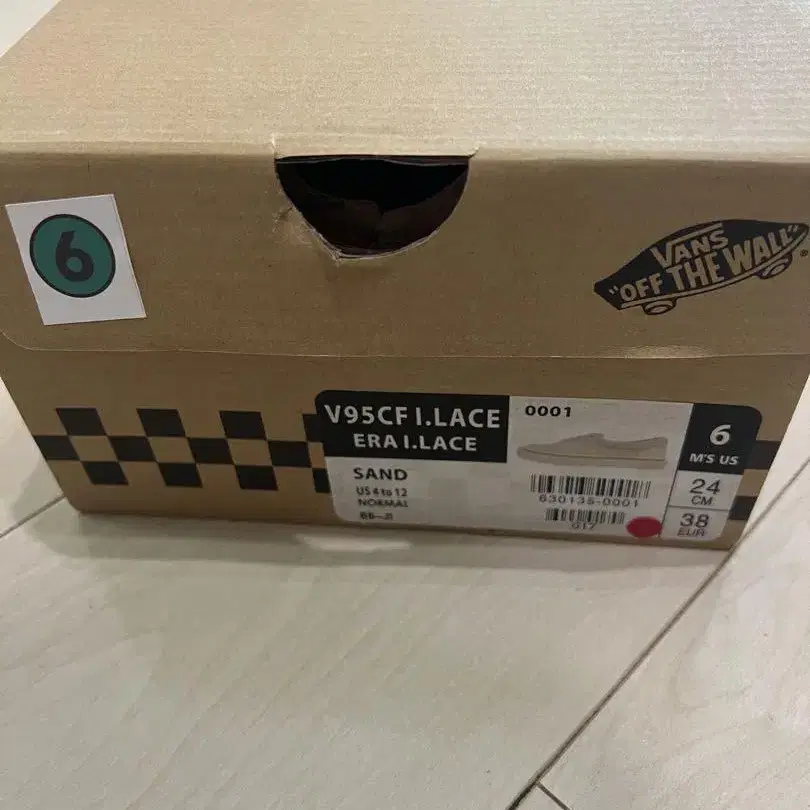 6
VANS
"OFF THE WALL"
®
V95CF I.LACE
ERA I.LACE
0001
SAND
US 4 to 12
NORMAL
630135-0001
017
6
M'S US
24
CM
38
EUR